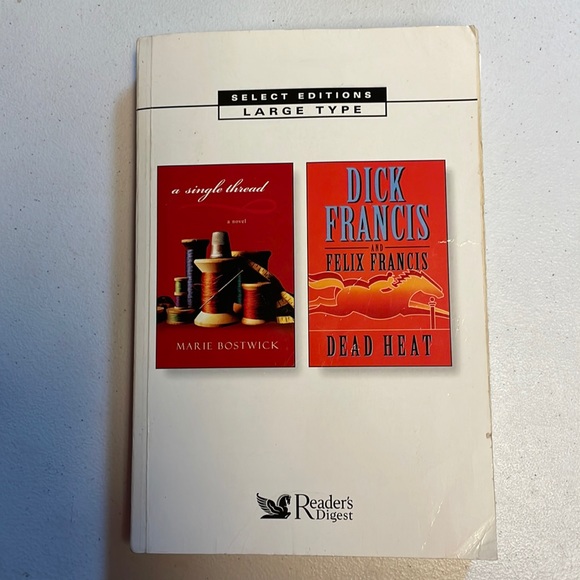 SELECT EDITIONS
LARGE TYPE
a single thread
a novel
MARIE BOSTWICK
DICK
FRANCIS
AND
FELIX FRANCIS
DEAD HEAT
Reader's
Digest